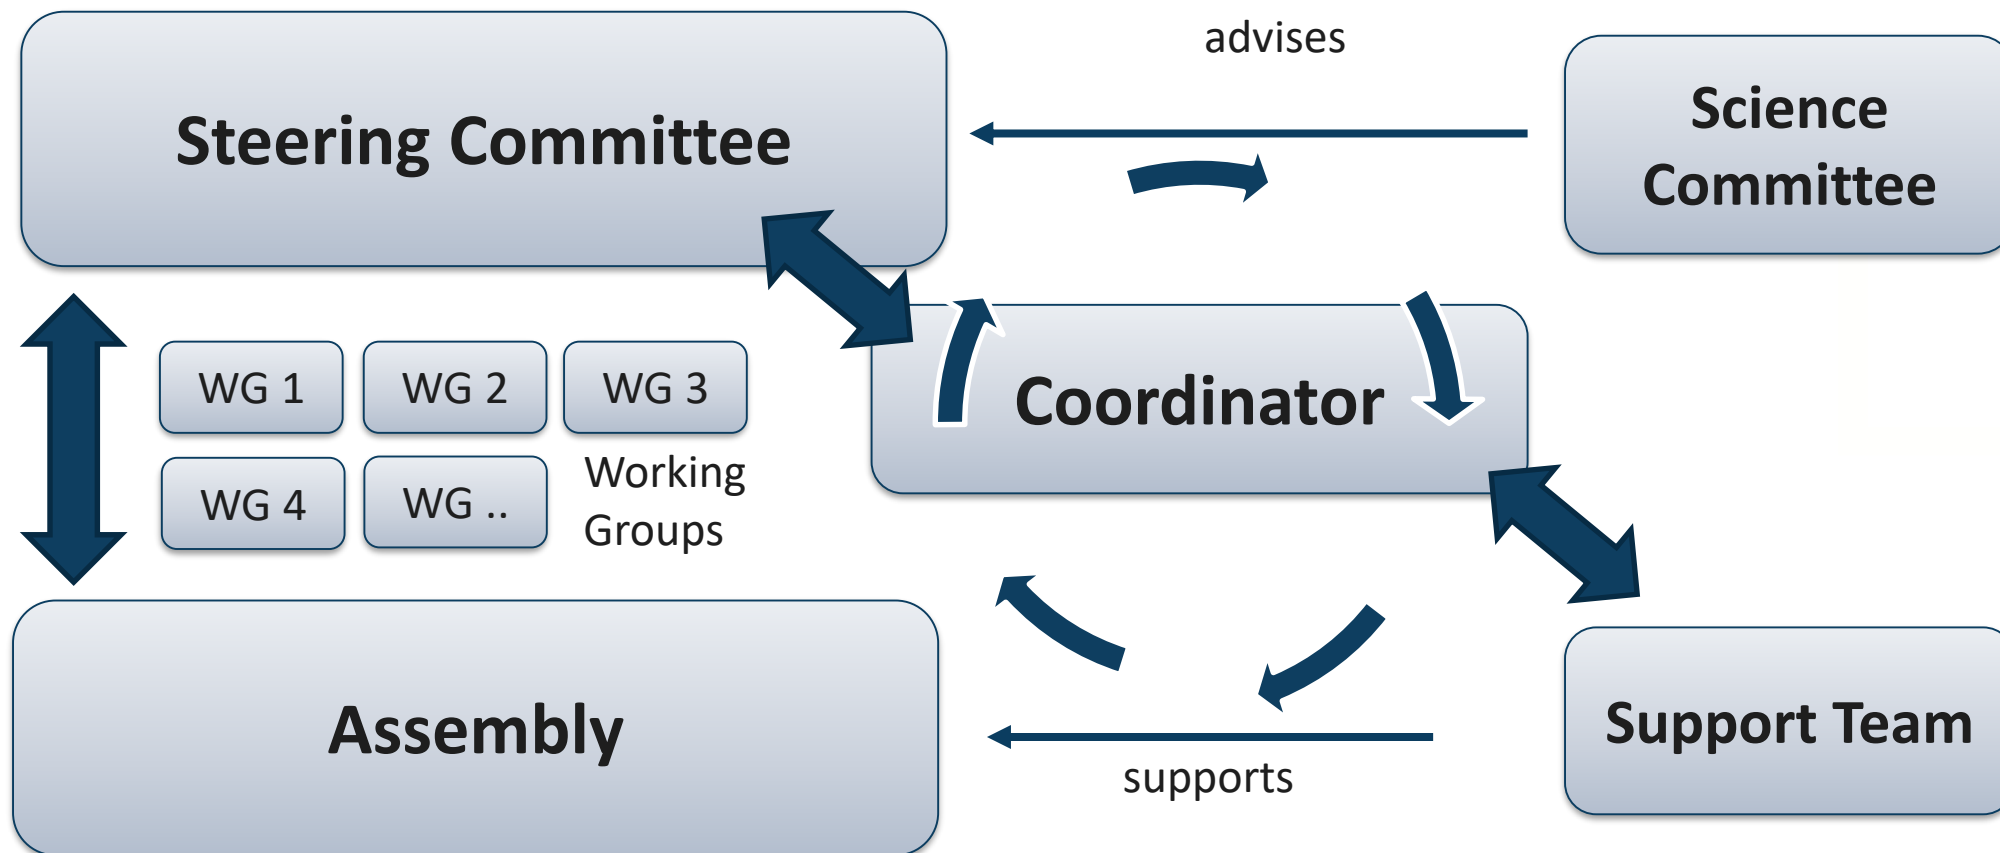 advises
Steering Committee
Science
Committee
WG 1
WG 2
WG 3
Coordinator
WG 4
WG ..
Working
Groups
Assembly
Support Team
supports